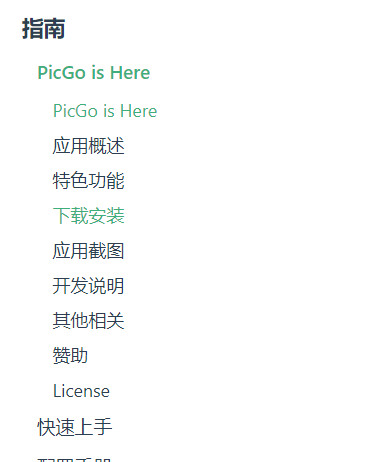 指南
PicGo is Here
PicGo is Here
应用概述
特色功能
下载安装
应用截图
开发说明
其他相关
赞助
License
快速上手